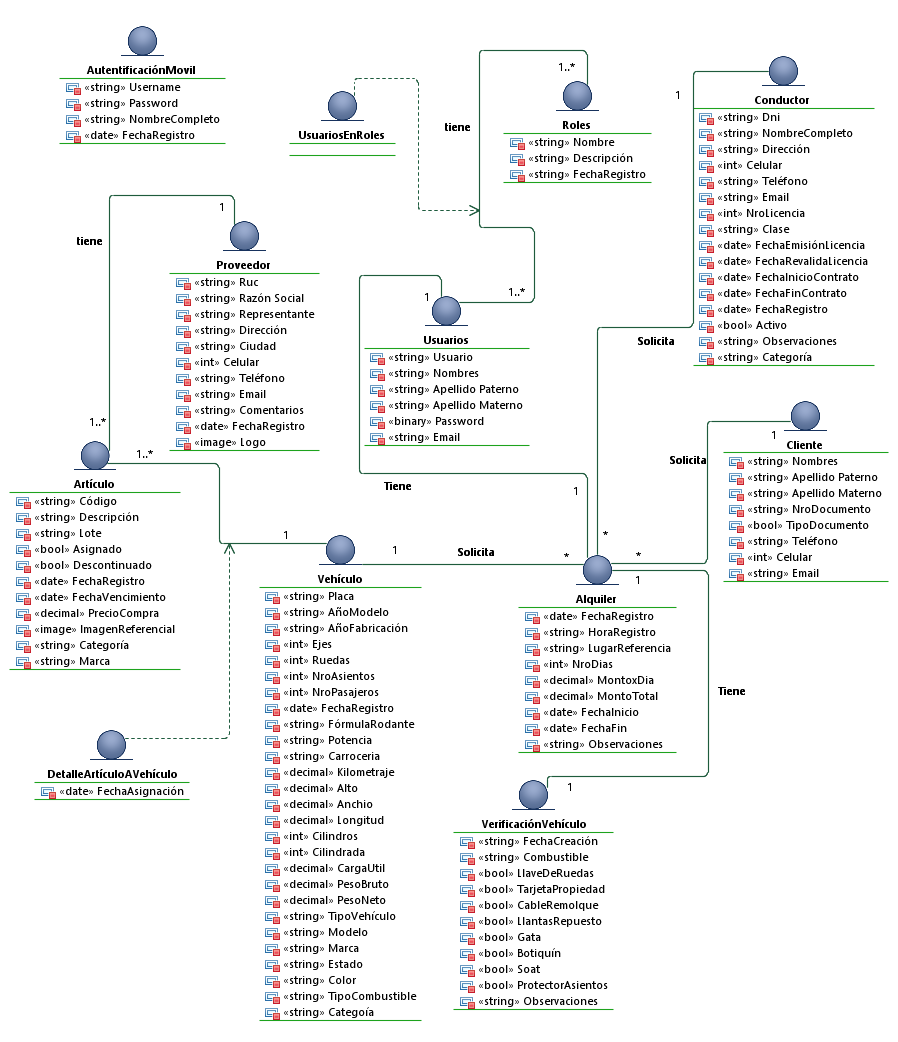 AutentificaciónMovil
«string» Username
«string» Password
«string» NombreCompleto
«date» FechaRegistro
UsuariosEnRoles
tiene
1..*
Roles
«string» Nombre
«string» Descripción
«string» FechaRegistro
1
Conductor
«string» Dni
«string» NombreCompleto
«string» Dirección
«int» Celular
«string» Teléfono
«string» Email
«int» NroLicencia
«string» Clase
«date» FechaEmisiónLicencia
«date» FechaRevalidaLicencia
«date» FechaInicioContrato
«date» FechaFinContrato
«date» FechaRegistro
«bool» Activo
«string» Observaciones
«string» Categoría
Solicita
1
tiene
Proveedor
«string» Ruc
«string» Razón Social
«string» Representante
«string» Dirección
«string» Ciudad
«int» Celular
«string» Teléfono
«string» Email
«string» Comentarios
«date» FechaRegistro
«image» Logo
1
1..*
Usuarios
«string» Usuario
«string» Nombres
«string» Apellido Paterno
«string» Apellido Materno
«binary» Password
«string» Email
Tiene
1
1..*
1..*
Artículo
«string» Código
«string» Descripción
«string» Lote
«bool» Asignado
«bool» Descontinuado
«date» FechaRegistro
«date» FechaVencimiento
«decimal» PrecioCompra
«image» ImagenReferencial
«string» Categoría
«string» Marca
Solicita
1
Cliente
«string» Nombres
«string» Apellido Paterno
«string» Apellido Materno
«string» NroDocumento
«bool» TipoDocumento
«string» Teléfono
«int» Celular
«string» Email
1
1
Solicita
*
*
*
1
Vehículo
«string» Placa
«string» AñoModelo
«string» AñoFabricación
«int» Ejes
«int» Ruedas
«int» NroAsientos
«int» NroPasajeros
«date» FechaRegistro
«string» FórmulaRodante
«string» Potencia
«string» Carroceria
«decimal» Kilometraje
«decimal» Alto
«decimal» Anchio
«decimal» Longitud
«int» Cilindros
«int» Cilindrada
«decimal» CargaUtil
«decimal» PesoBruto
«decimal» PesoNeto
«string» TipoVehículo
«string» Modelo
«string» Marca
«string» Estado
«string» Color
«string» TipoCombustible
«string» Categoía
Alquiler
«date» FechaRegistro
«string» HoraRegistro
«string» LugarReferencia
«int» NroDias
«decimal» MontoxDia
«decimal» MontoTotal
«date» FechaInicio
«date» FechaFin
«string» Observaciones
Tiene
1
DetalleArtículoAVehículo
«date» FechaAsignación
VerificaciónVehículo
«string» FechaCreación
«string» Combustible
«bool» LlaveDeRuedas
«bool» TarjetaPropiedad
«bool» CableRemolque
«bool» LlantasRepuesto
«bool» Gata
«bool» Botiquín
«bool» Soat
«bool» ProtectorAsientos
«string» Observaciones